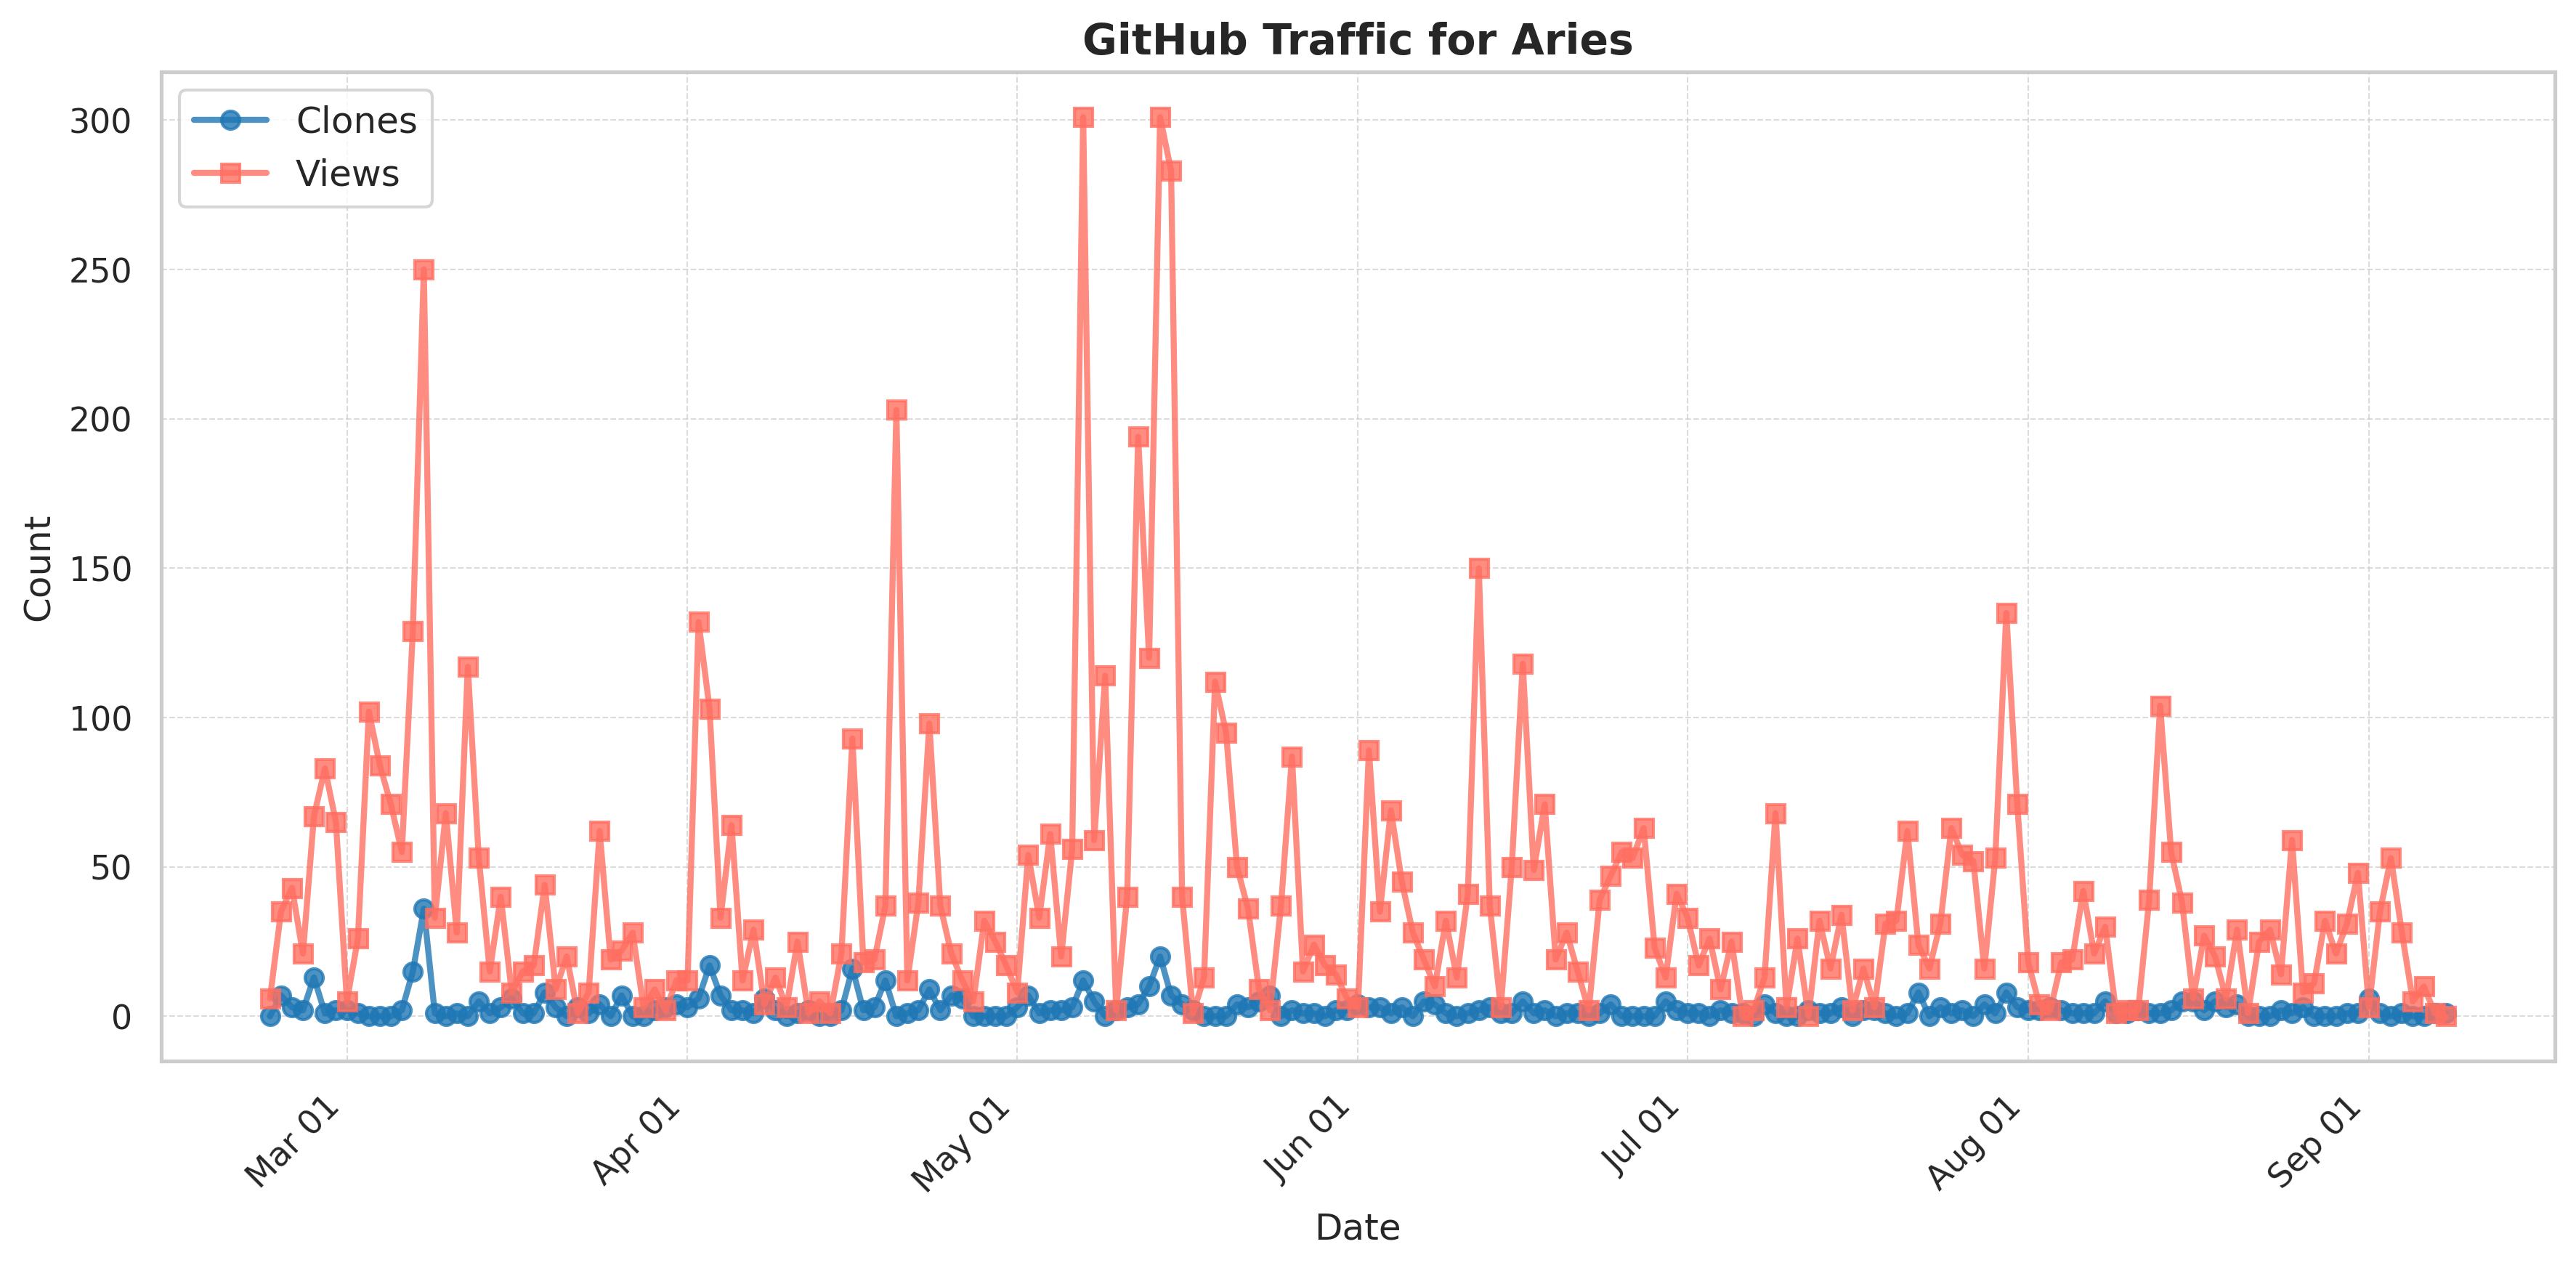 GitHub Traffic for Aries
Clones
Views
300
250
200
150
100
50
0
Count
Mar 01
Apr 01
May 01
Jun 01
Jul 01
Aug 01
Sep 01
Date